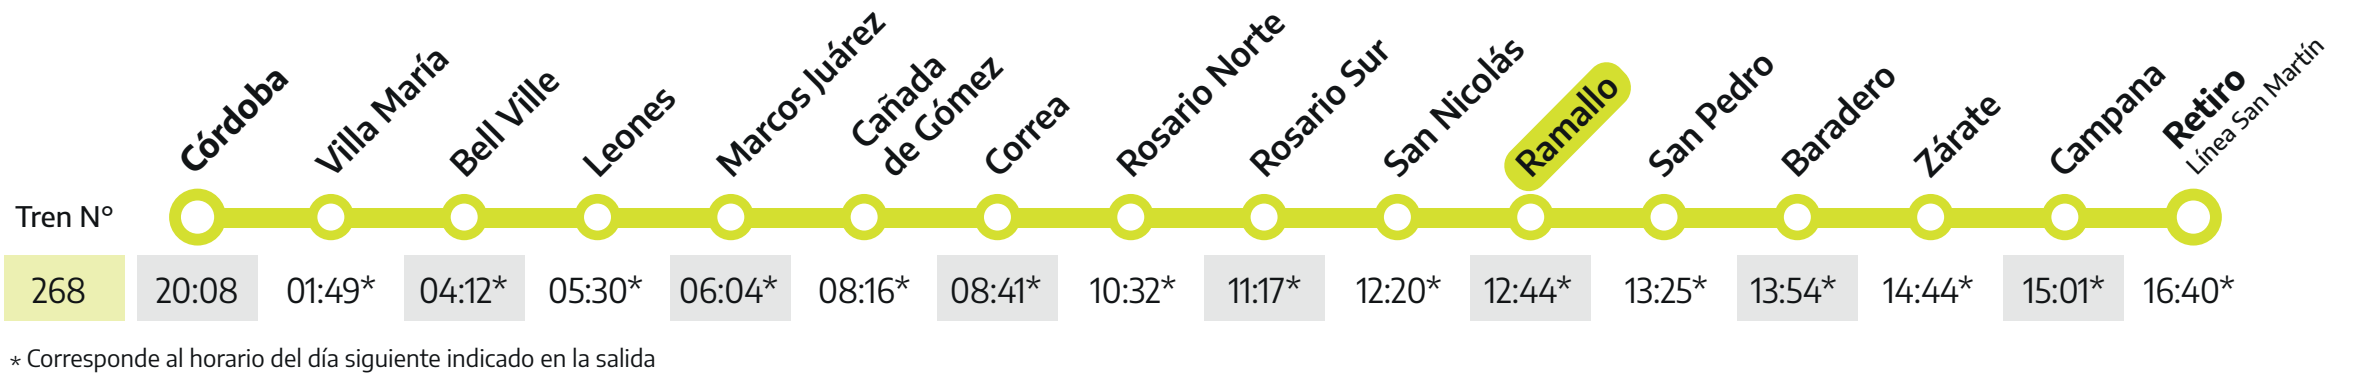 Córdoba
Villa María
Bell Ville
Leones
Marcos Juárez
Cañada
de Gómez
Correa
Rosario Norte
Rosario Sur
San Nicolás
Ramallo
San Pedro
Baradero
Zárate
Campana
Retiro
Línea San Martín
Tren N°
268 20:08 01:49* 04:12* 05:30* 06:04* 08:16* 08:41* 10:32* 11:17* 12:20* 12:44* 13:25* 13:54* 14:44* 15:01* 16:40*
* Corresponde al horario del día siguiente indicado en la salida